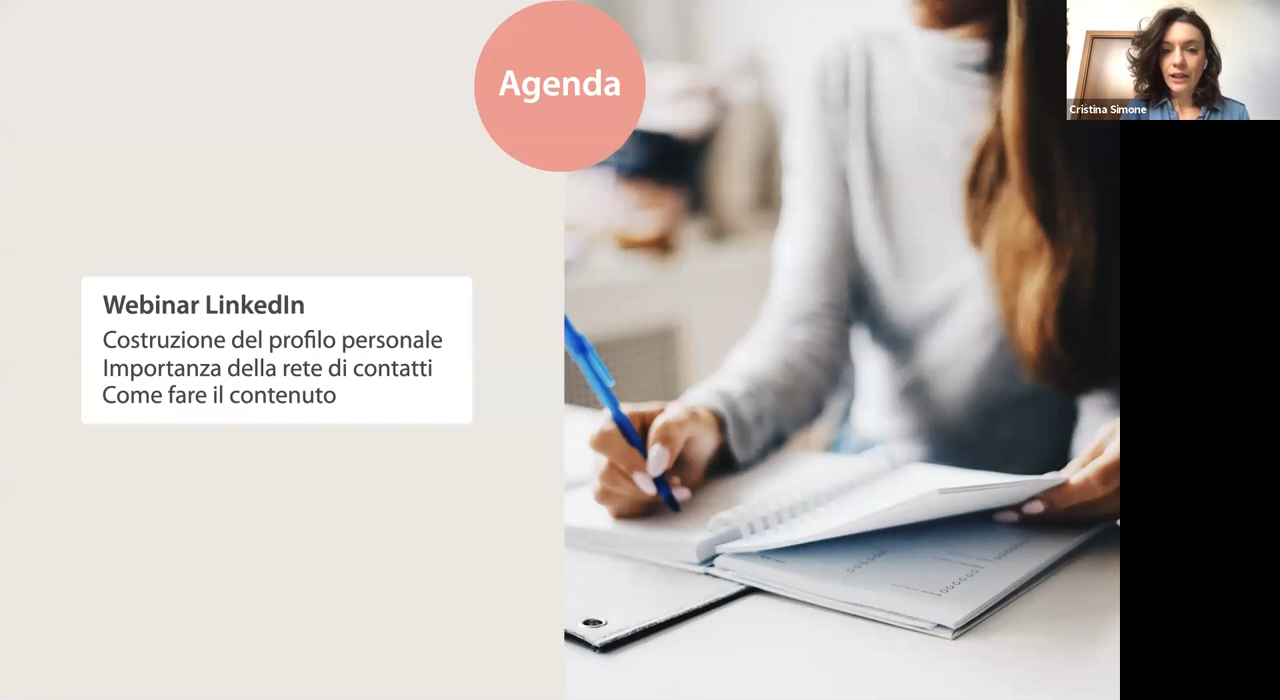 Agenda
Cristina Simone
Webinar LinkedIn
Costruzione del profilo personale
Importanza della rete di contatti
Come fare il contenuto